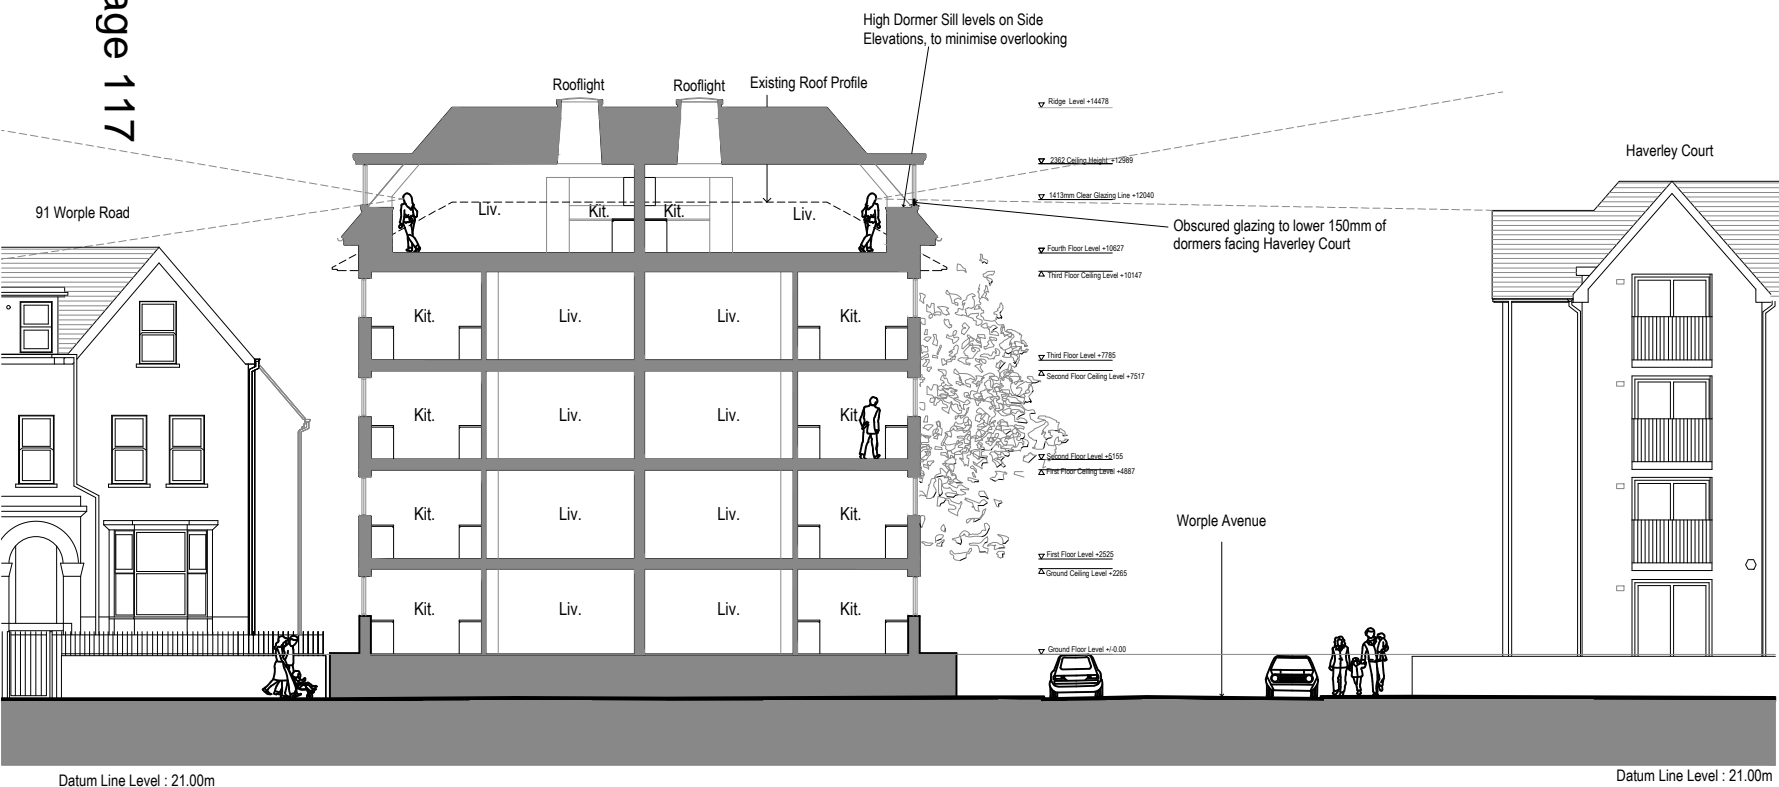 age 117
High Dormer Sill levels on Side
Elevations, to minimise overlooking
Rooflight
Rooflight
Existing Roof Profile
Ridge Level +14478
2362 Ceiling Height +12989
1413mm Clear Glazing Line +12040
Haverley Court
91 Worple Road
Liv.
Kit.
Kit.
Liv.
Obscured glazing to lower 150mm of
dormers facing Haverley Court
Fourth Floor Level +10627
Third Floor Ceiling Level +10147
Kit.
Liv.
Liv.
Kit.
Third Floor Level +7785
Second Floor Ceiling Level +7517
Kit.
Liv.
Liv.
Kit.
Second Floor Level +5155
First Floor Ceiling Level +4887
Kit.
Liv.
Liv.
Kit.
Worple Avenue
First Floor Level +2525
Ground Ceiling Level +2265
Kit.
Liv.
Liv.
Kit.
Ground Floor Level +/-0.00
Datum Line Level : 21.00m
Datum Line Level : 21.00m